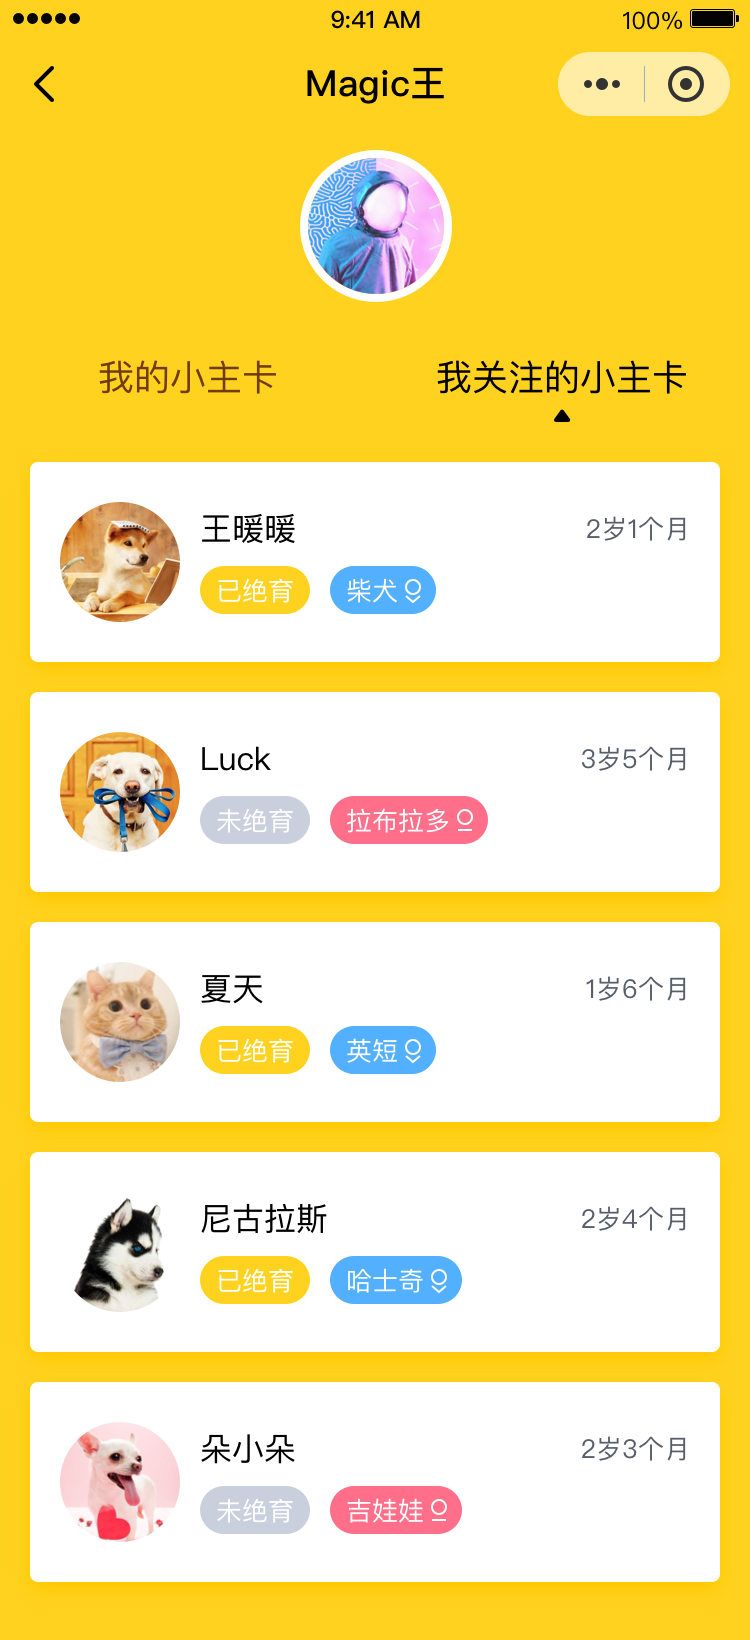 9:41 AM
100%
Magic王
我的小主卡
我关注的小主卡
王暖暖
2岁1个月
已绝育
柴犬
Luck
3岁5个月
未绝育
拉布拉多
夏天
1岁6个月
已绝育
英短
尼古拉斯
2岁4个月
已绝育
哈士奇
朵小朵
2岁3个月
未绝育
吉娃娃